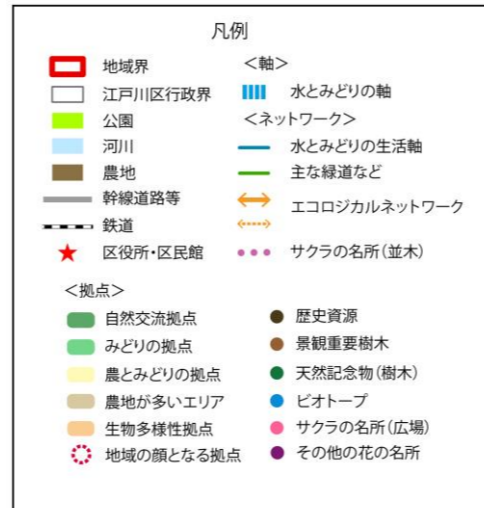 凡例
地域界
江戸川区行政界
公園
河川
農地
幹線道路等
鉄道
区役所・区民館
＜軸＞
水とみどりの軸
＜ネットワーク＞
水とみどりの生活軸
主な緑道など
エコロジカルネットワーク
サクラの名所（並木）
＜拠点＞
自然交流拠点
みどりの拠点
農とみどりの拠点
農地が多いエリア
生物多様性拠点
地域の顔となる拠点
歴史資源
景観重要樹木
天然記念物（樹木）
ビオトープ
サクラの名所（広場）
その他の花の名所